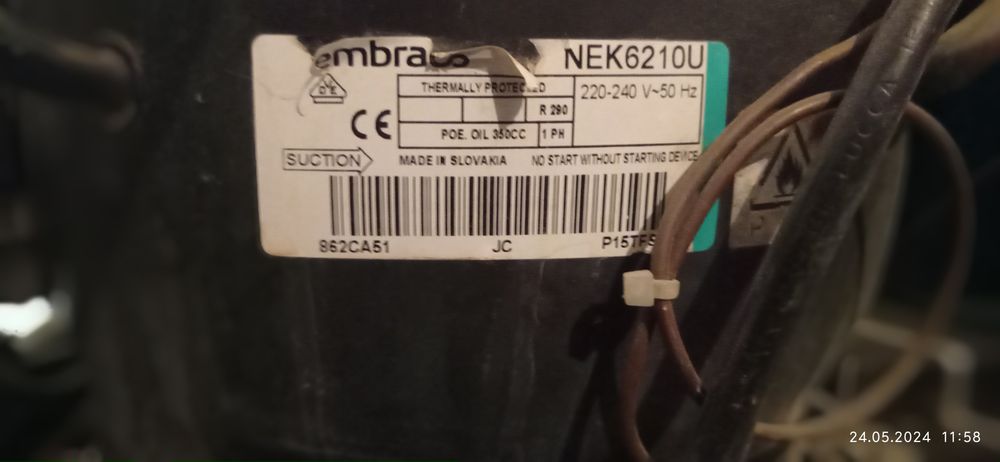 embraco
NEK6210U
THERMALLY PROTECTED
220-240 V~50 Hz
R 290
POE. OIL 350CC
1 PH
CE
SUCTION
MADE IN SLOVAKIA
NO START WITHOUT STARTING DEVICE
862CA51
JC
24.05.2024 11:58